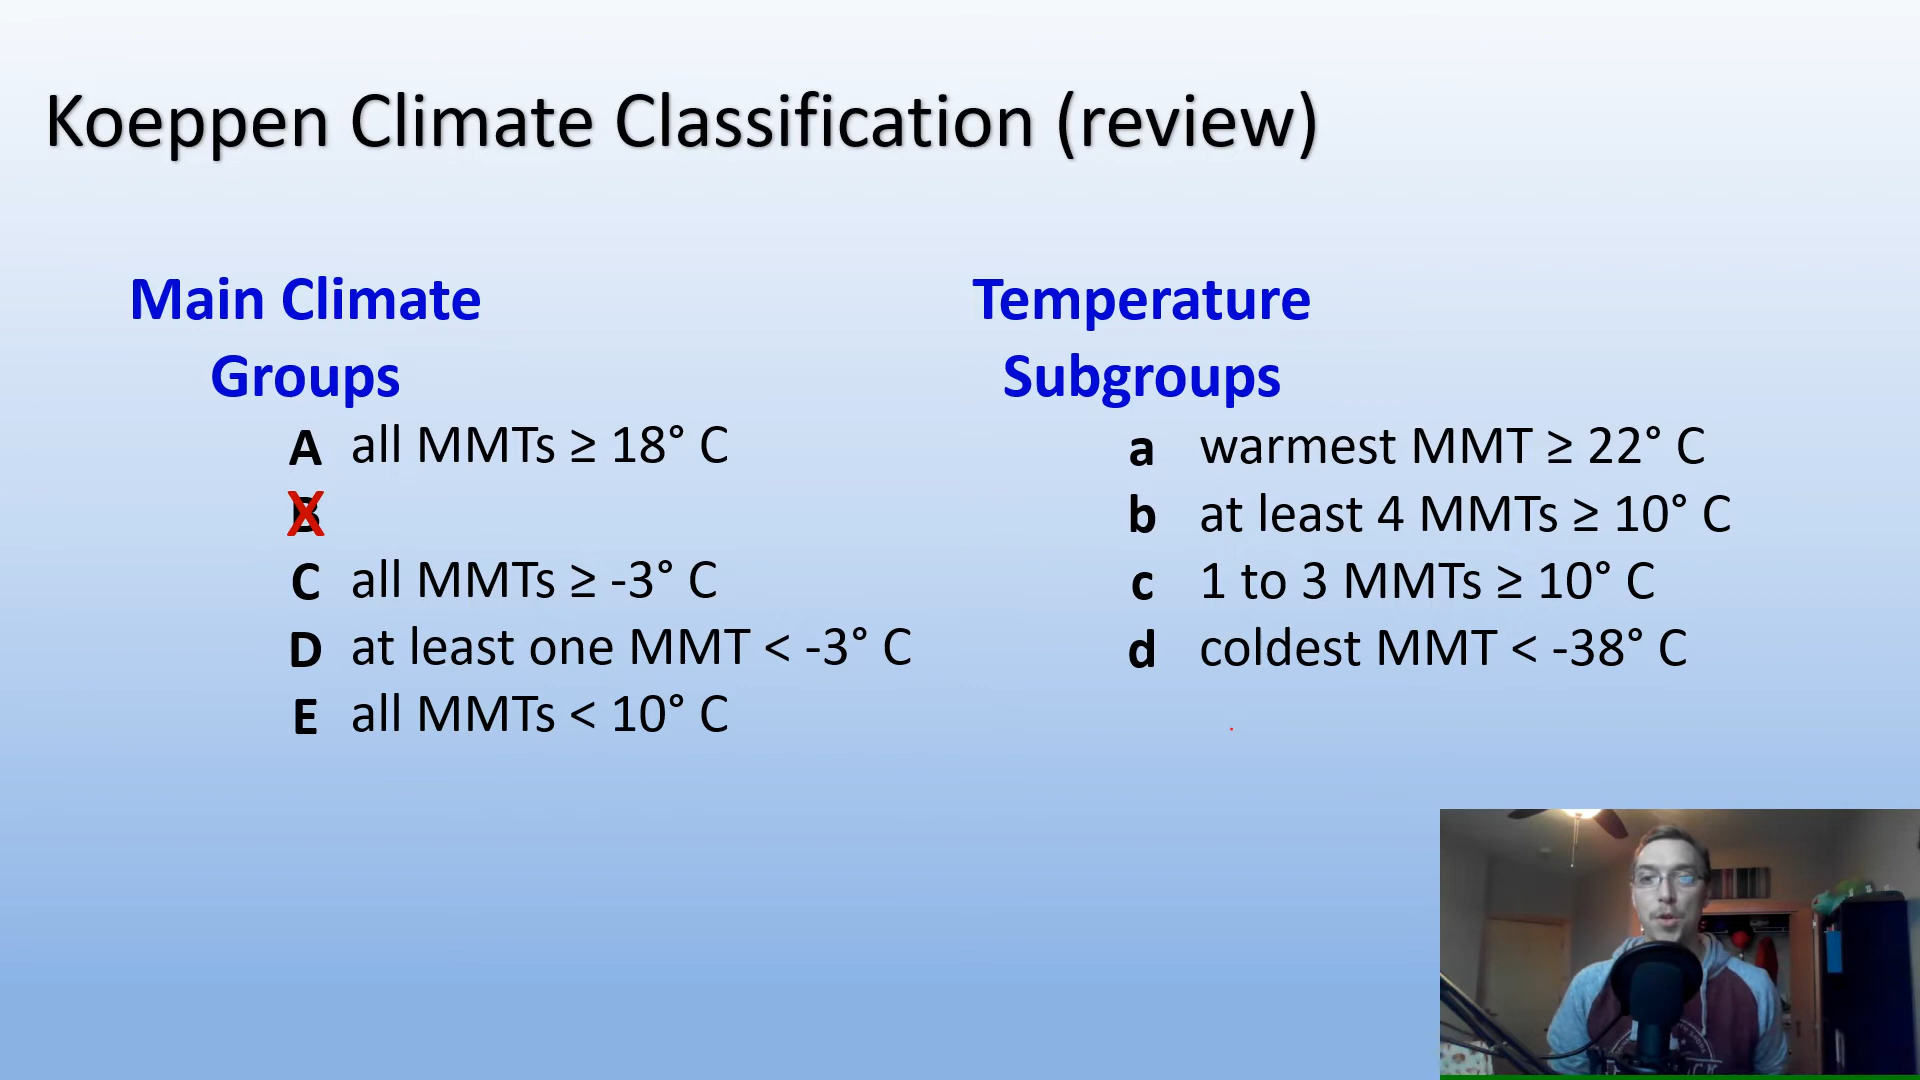 Koeppen Climate Classification (review)
Main Climate
Groups
A all MMTs ≥ 18° C
B X
C all MMTs ≥ -3° C
D at least one MMT < -3° C
E all MMTs < 10° C
Temperature
Subgroups
a warmest MMT ≥ 22° C
b at least 4 MMTs ≥ 10° C
c 1 to 3 MMTs ≥ 10° C
d coldest MMT < -38° C